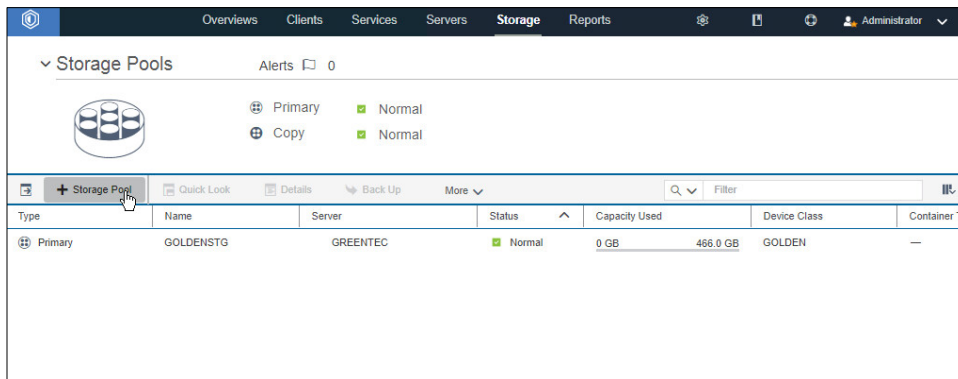 Overviews Clients Services Servers Storage Reports Administrator
Storage Pools Alerts 0
Primary Normal
Copy Normal
+ Storage Pool Quick Look Details Back Up More Filter
Type Name Server Status Capacity Used Device Class Container
Primary GOLDENSTG GREENTEC Normal 0 GB 466.0 GB GOLDEN —